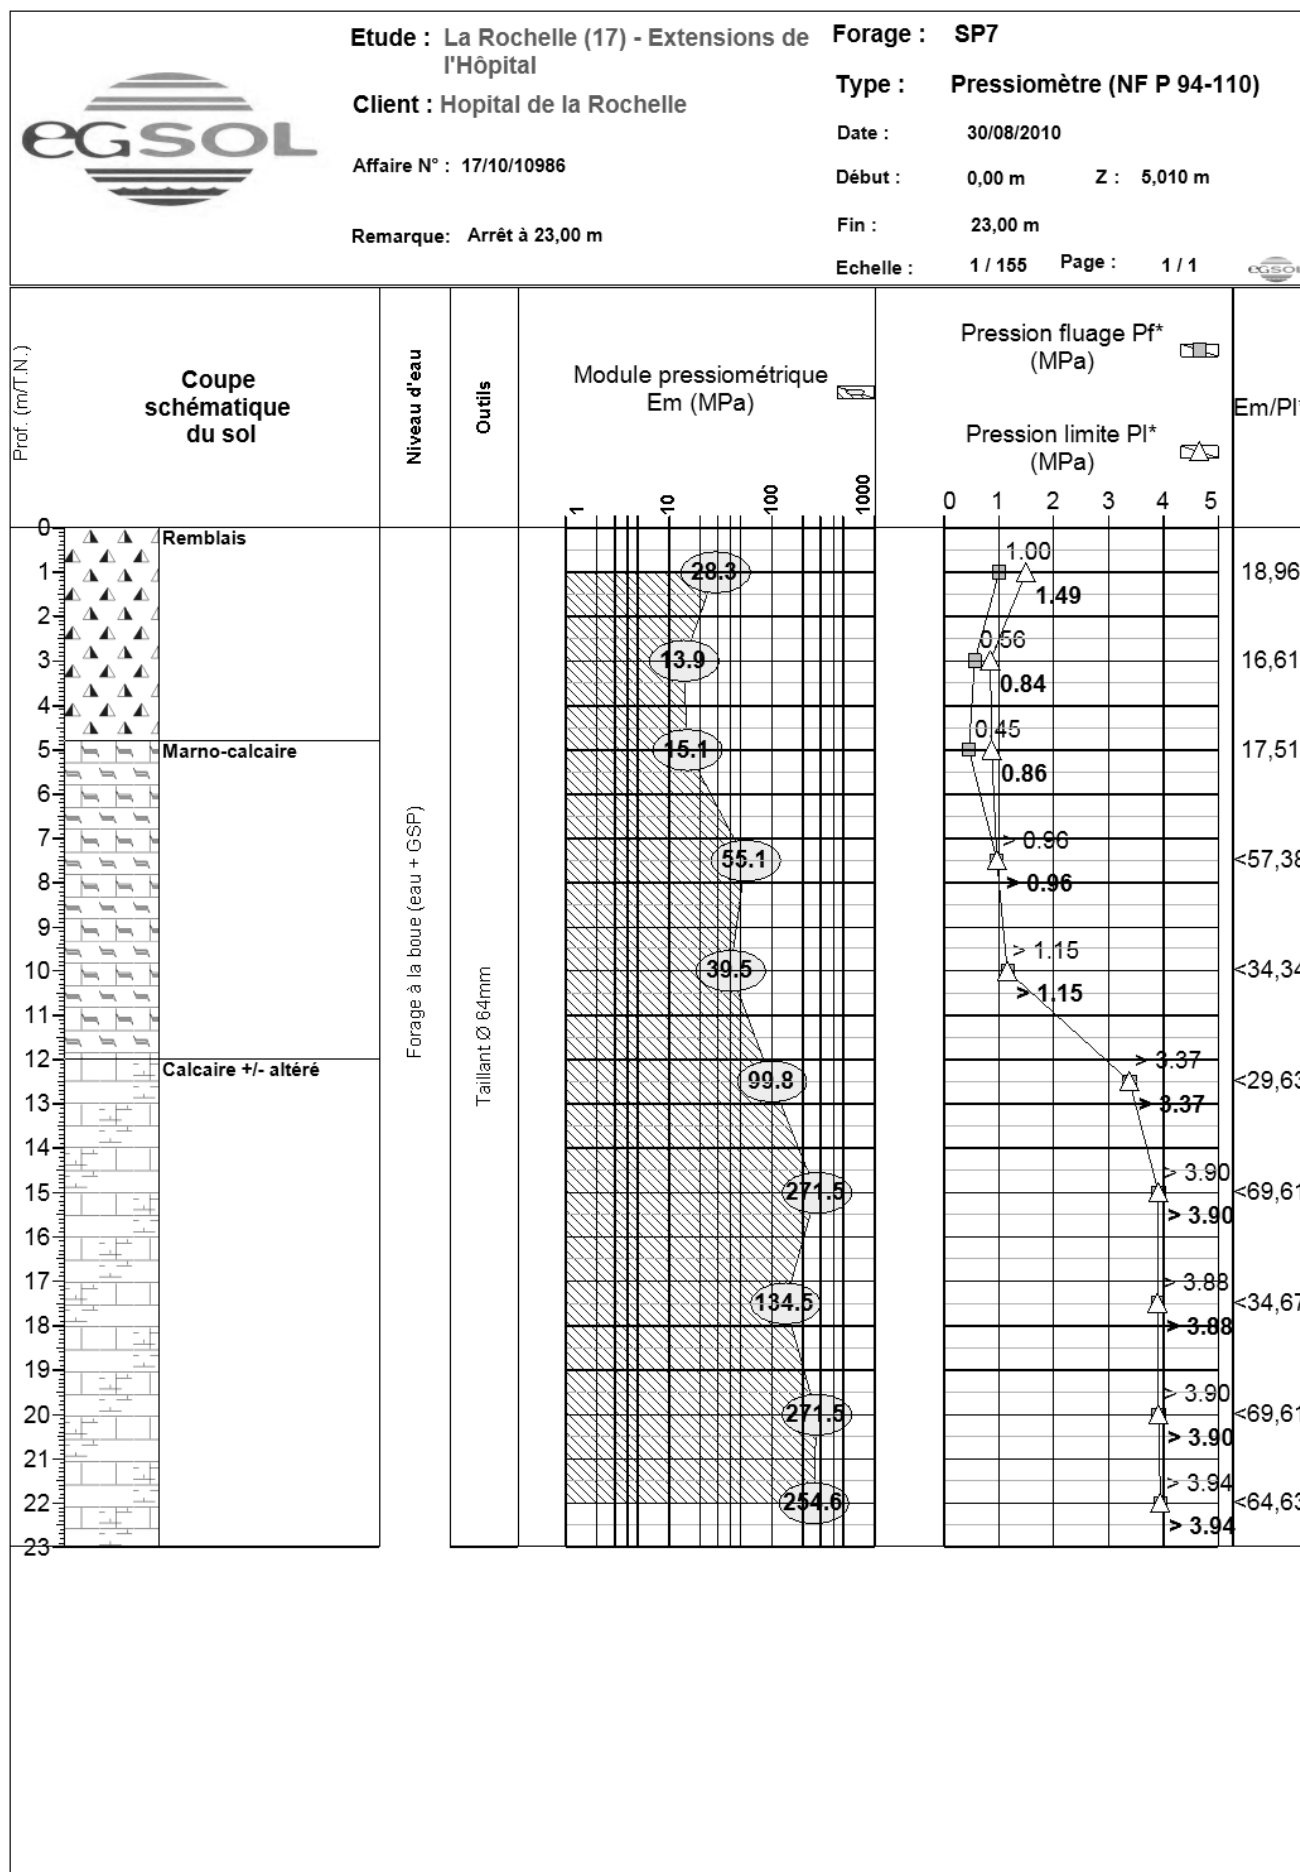 eGSOL
Etude : La Rochelle (17) - Extensions de
l'Hôpital
Client : Hopital de la Rochelle
Affaire N° : 17/10/10986
Remarque: Arrêt à 23,00 m
Forage : SP7
Type : Pressiomètre (NF P 94-110)
Date : 30/08/2010
Début : 0,00 m Z : 5,010 m
Fin : 23,00 m
Echelle : 1 / 155 Page : 1 / 1
eGSOL
Prof. (m/T.N.)
Coupe
schématique
du sol
Niveau d'eau
Outils
Module pressiométrique
Em (MPa)
1 10 100 1000
Pression fluage Pf*
(MPa)
Pression limite Pl*
(MPa)
0 1 2 3 4 5
Em/Pl*
0
Remblais
1.00
1 28.3 18,96
1.49
2
0.56
3 13.9 16,61
0.84
4
0.45
5 Marno-calcaire 15.1 17,51
0.86
6
7 > 0.96
55.1 <57,38
8 > 0.96
9
> 1.15
10 39.5 <34,34
> 1.15
11
12 > 3.37
Calcaire +/- altéré
99.8 <29,63
13 > 3.37
14
> 3.90
15 271.5 <69,61
> 3.90
16
17 > 3.88
134.5 <34,67
18 > 3.88
19
> 3.90
20 271.5 <69,61
> 3.90
21
> 3.94
22 254.6 <64,63
> 3.94
23
Forage à la boue (eau + GSP)
Taillant Ø 64mm